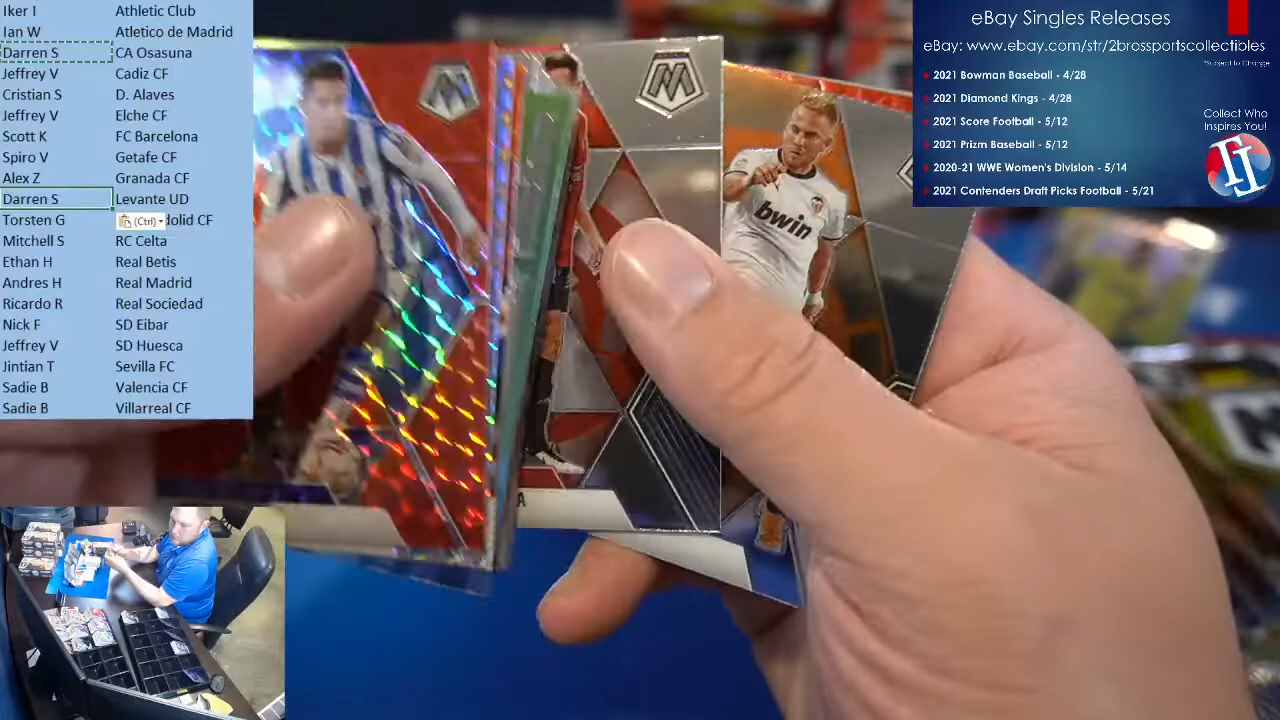 Iker I Athletic Club
Ian W Atletico de Madrid
Darren S CA Osasuna
Jeffrey V Cadiz CF
Cristian S D. Alaves
Jeffrey V Elche CF
Scott K FC Barcelona
Spiro V Getafe CF
Alex Z Granada CF
Darren S Levante UD
Torsten G (Ctrl) dolid CF
Mitchell S RC Celta
Ethan H Real Betis
Andres H Real Madrid
Ricardo R Real Sociedad
Nick F SD Eibar
Jeffrey V SD Huesca
Jintian T Sevilla FC
Sadie B Valencia CF
Sadie B Villarreal CF
eBay Singles Releases
eBay: www.ebay.com/str/2brossportscollectibles
*Subject to Change
2021 Bowman Baseball - 4/28
2021 Diamond Kings - 4/28
2021 Score Football - 5/12
2021 Prizm Baseball - 5/12
2020-21 WWE Women's Division - 5/14
2021 Contenders Draft Picks Football - 5/21
Collect Who
Inspires You!
M
M
bwin
A